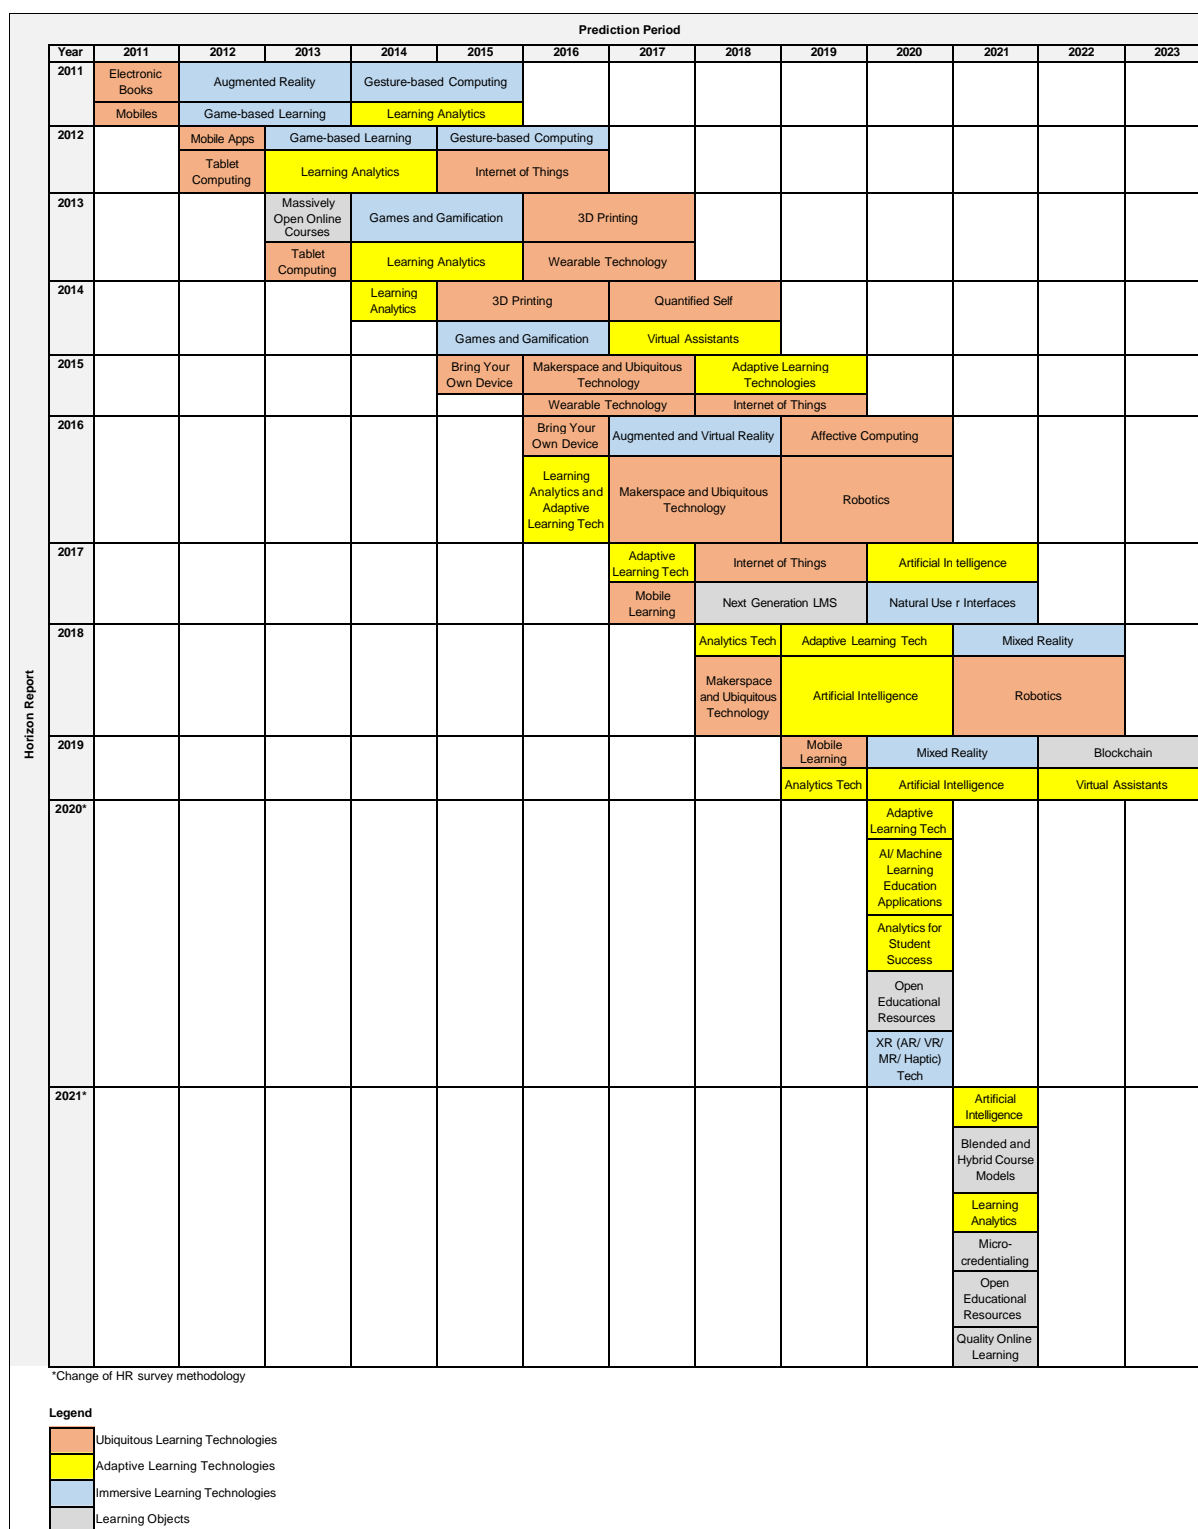 Prediction Period
Year 2011 2012 2013 2014 2015 2016 2017 2018 2019 2020 2021 2022 2023
Horizon Report
2011
Electronic
Books
Augmented Reality
Gesture-based Computing
Mobiles
Game-based Learning
Learning Analytics
2012
Mobile Apps
Game-based Learning
Gesture-based Computing
Tablet
Computing
Learning Analytics
Internet of Things
2013
Massively
Open Online
Courses
Games and Gamification
3D Printing
Tablet
Computing
Learning Analytics
Wearable Technology
2014
Learning
Analytics
3D Printing
Quantified Self
Games and Gamification
Virtual Assistants
2015
Bring Your
Own Device
Makerspace and Ubiquitous
Technology
Adaptive Learning
Technologies
Wearable Technology
Internet of Things
2016
Bring Your
Own Device
Augmented and Virtual Reality
Affective Computing
Learning
Analytics and
Adaptive
Learning Tech
Makerspace and Ubiquitous
Technology
Robotics
2017
Adaptive
Learning Tech
Internet of Things
Artificial In telligence
Mobile
Learning
Next Generation LMS
Natural Use r Interfaces
2018
Analytics Tech
Adaptive Learning Tech
Mixed Reality
Makerspace
and Ubiquitous
Technology
Artificial Intelligence
Robotics
2019
Mobile
Learning
Mixed Reality
Blockchain
Analytics Tech
Artificial Intelligence
Virtual Assistants
2020*
Adaptive
Learning Tech
AI/ Machine
Learning
Education
Applications
Analytics for
Student
Success
Open
Educational
Resources
XR (AR/ VR/
MR/ Haptic)
Tech
2021*
Artificial
Intelligence
Blended and
Hybrid Course
Models
Learning
Analytics
Micro-
credentialing
Open
Educational
Resources
Quality Online
Learning
*Change of HR survey methodology
Legend
Ubiquitous Learning Technologies
Adaptive Learning Technologies
Immersive Learning Technologies
Learning Objects